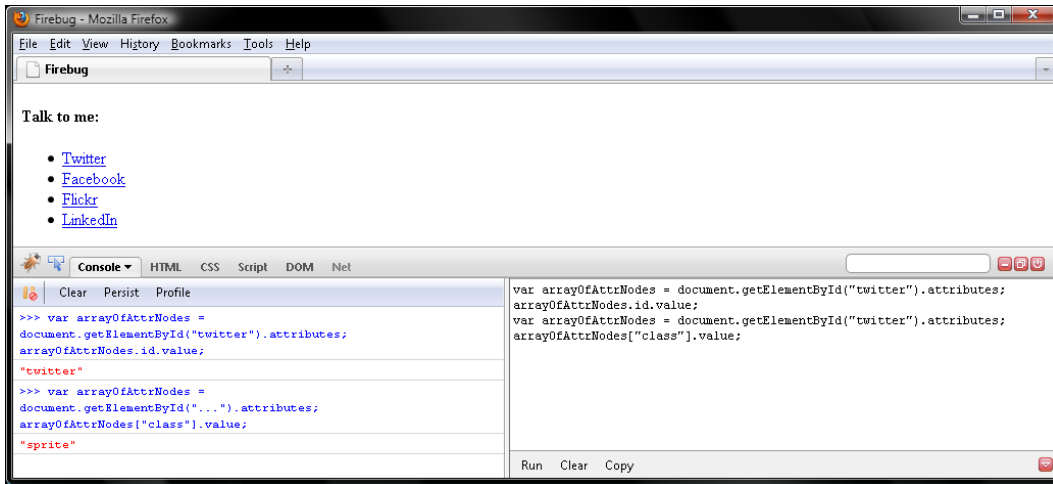 Firebug - Mozilla Firefox
File Edit View History Bookmarks Tools Help
Firebug
Talk to me:
• Twitter
• Facebook
• Flickr
• LinkedIn
Console HTML CSS Script DOM Net
Clear Persist Profile
>>> var arrayOfAttrNodes =
document.getElementById("twitter").attributes;
arrayOfAttrNodes.id.value;
"twitter"
>>> var arrayOfAttrNodes =
document.getElementById("...").attributes;
arrayOfAttrNodes["class"].value;
"sprite"
var arrayOfAttrNodes = document.getElementById("twitter").attributes;
arrayOfAttrNodes.id.value;
var arrayOfAttrNodes = document.getElementById("twitter").attributes;
arrayOfAttrNodes["class"].value;
Run Clear Copy